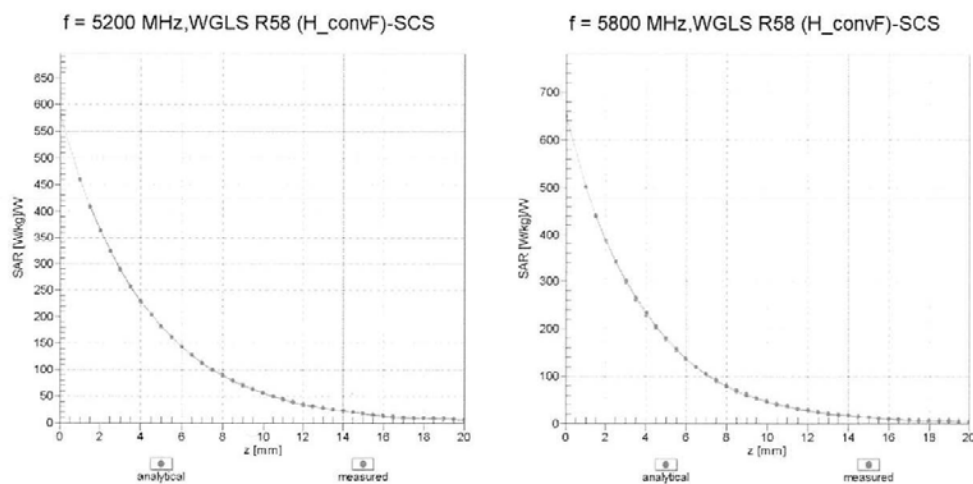 f = 5200 MHz,WGLS R58 (H_convF)-SCS
650
600
550
500
450
400
350
300
250
200
150
100
50
0
SAR [W/kg]/W
0 2 4 6 8 10 12 14 16 18 20
z [mm]
analytical measured
f = 5800 MHz,WGLS R58 (H_convF)-SCS
700
600
500
400
300
200
100
0
SAR [W/kg]/W
0 2 4 6 8 10 12 14 16 18 20
z [mm]
analytical measured